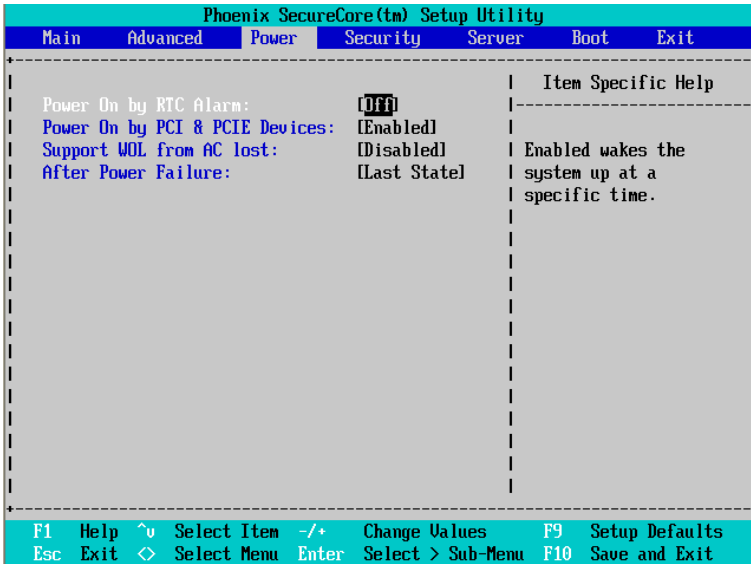 Phoenix SecureCore(tm) Setup Utility
Main Advanced Power Security Server Boot Exit
Item Specific Help
Power On by RTC Alarm: [Off]
Power On by PCI & PCIE Devices: [Enabled]
Support WOL from AC lost: [Disabled]
After Power Failure: [Last State]
Enabled wakes the
system up at a
specific time.
F1 Help ^v Select Item -/+ Change Values F9 Setup Defaults
Esc Exit <> Select Menu Enter Select > Sub-Menu F10 Save and Exit